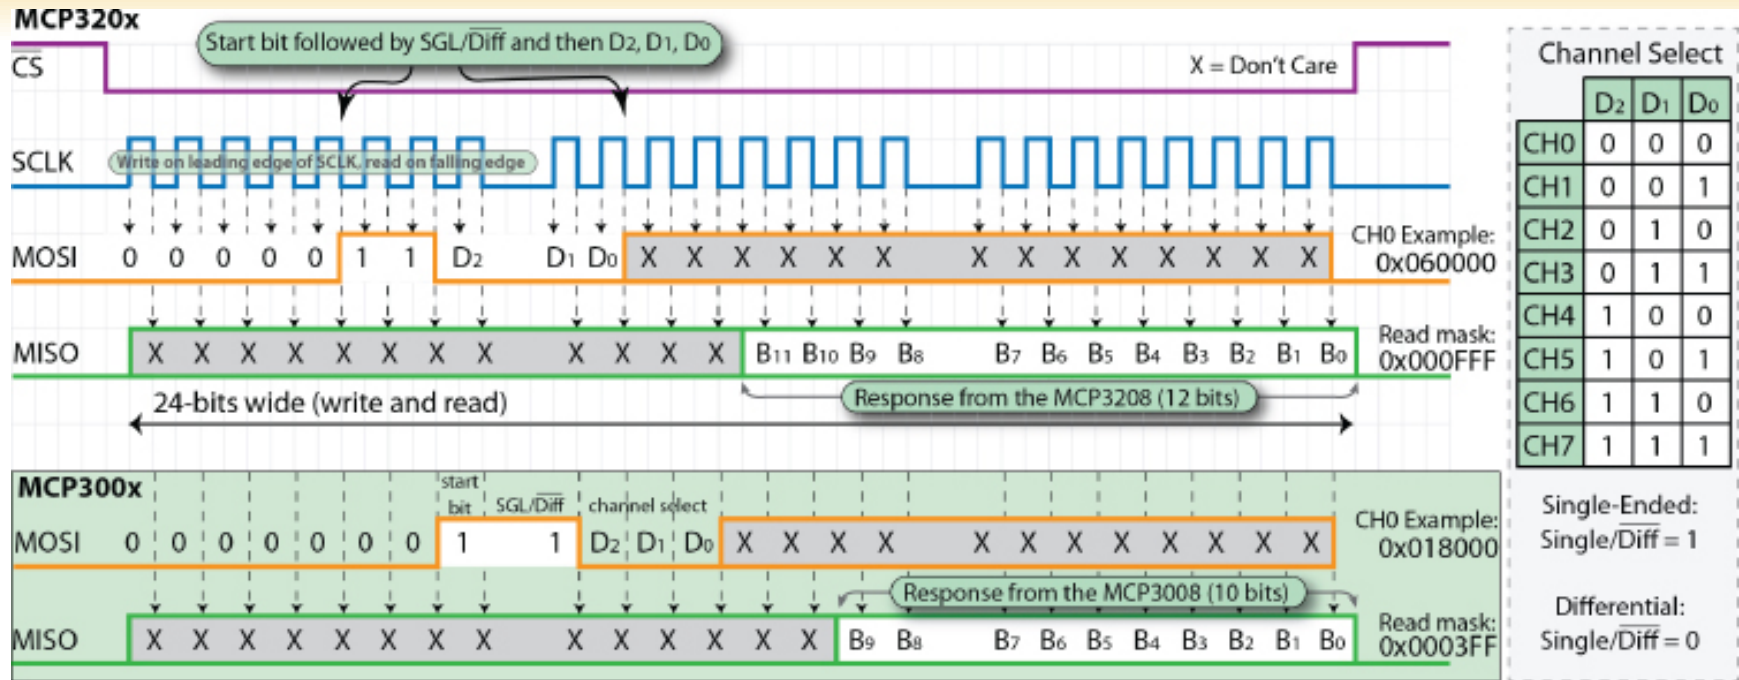 MCP320x
Start bit followed by SGL/Diff and then D2, D1, D0
CS
X = Don't Care
SCLK
Write on leading edge of SCLK, read on falling edge
MOSI 0 0 0 0 0 1 1 D2 D1 D0 X X X X X X X X X X X X X X
CH0 Example:
0x060000
MISO X X X X X X X X X X X X B11 B10 B9 B8 B7 B6 B5 B4 B3 B2 B1 B0
Read mask:
0x000FFF
Response from the MCP3208 (12 bits)
24-bits wide (write and read)
MCP300x
start
bit
SGL/Diff
channel select
MOSI 0 0 0 0 0 0 0 1 1 D2 D1 D0 X X X X X X X X X X X X
CH0 Example:
0x018000
Response from the MCP3008 (10 bits)
MISO X X X X X X X X X X X X X X B9 B8 B7 B6 B5 B4 B3 B2 B1 B0
Read mask:
0x0003FF
Channel Select
D2 D1 D0
CH0 0 0 0
CH1 0 0 1
CH2 0 1 0
CH3 0 1 1
CH4 1 0 0
CH5 1 0 1
CH6 1 1 0
CH7 1 1 1
Single-Ended:
Single/Diff = 1
Differential:
Single/Diff = 0